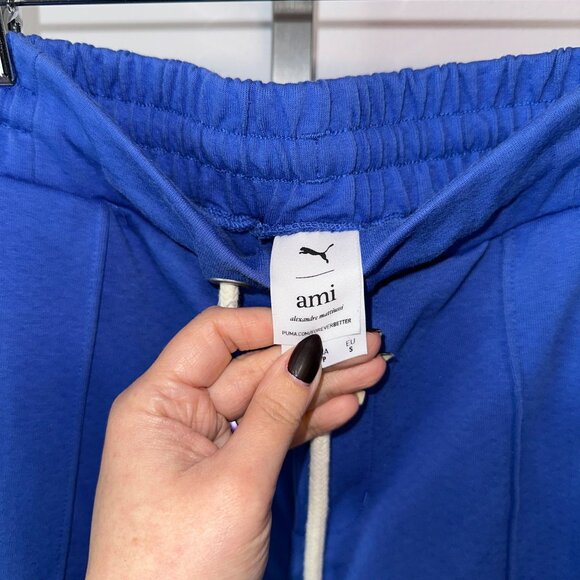 ami
alexandre mattiussi
PUMA.COM/FOREVERBETTER
EU
P S